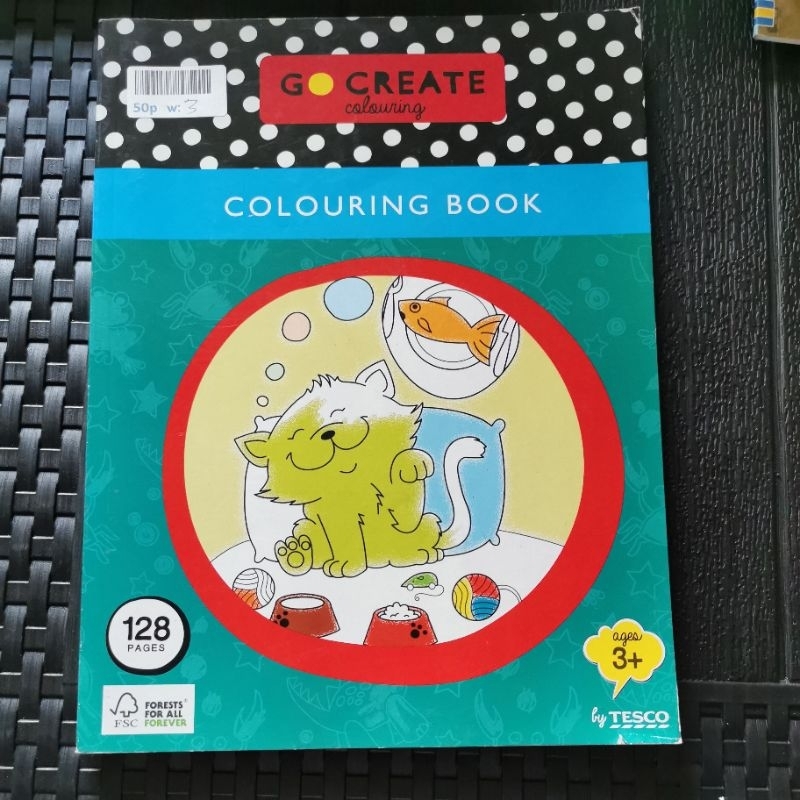 GO CREATE
colouring
50p w: 3
COLOURING BOOK
128
PAGES
ages
3+
FSC
FORESTS
FOR ALL
FOREVER
by TESCO